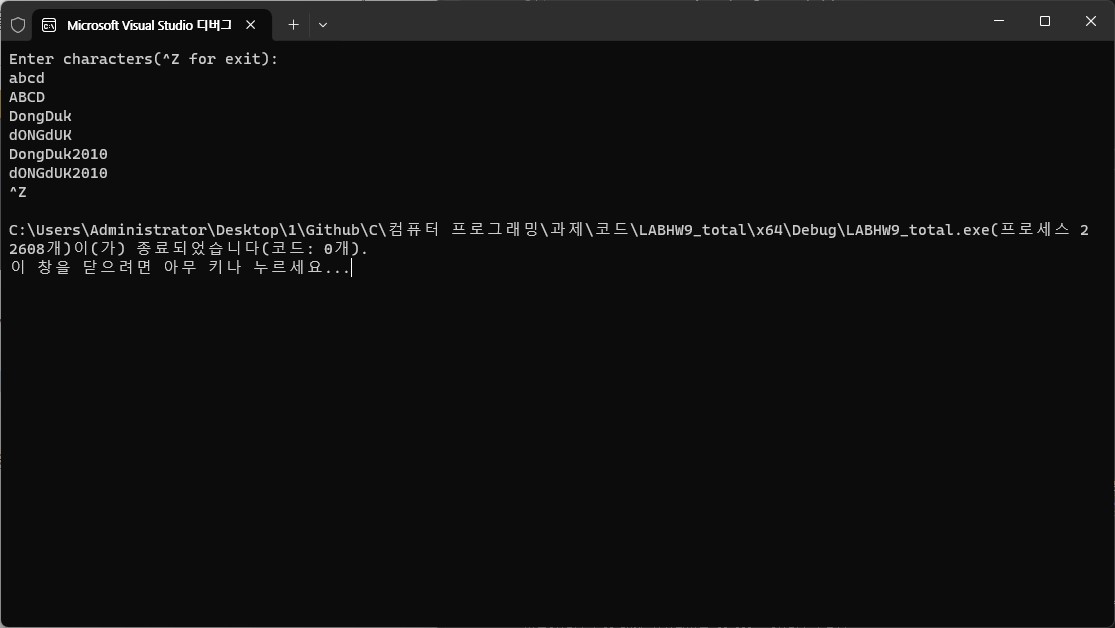 Microsoft Visual Studio 디버그
Enter characters(^Z for exit):
abcd
ABCD
DongDuk
dONGdUK
DongDuk2010
dONGdUK2010
^Z
C:\Users\Administrator\Desktop\1\Github\C\컴퓨터 프로그래밍\과제\코드\LABHW9_total\x64\Debug\LABHW9_total.exe(프로세스 2
2608개)이(가) 종료되었습니다(코드: 0개).
이 창을 닫으려면 아무 키나 누르세요...